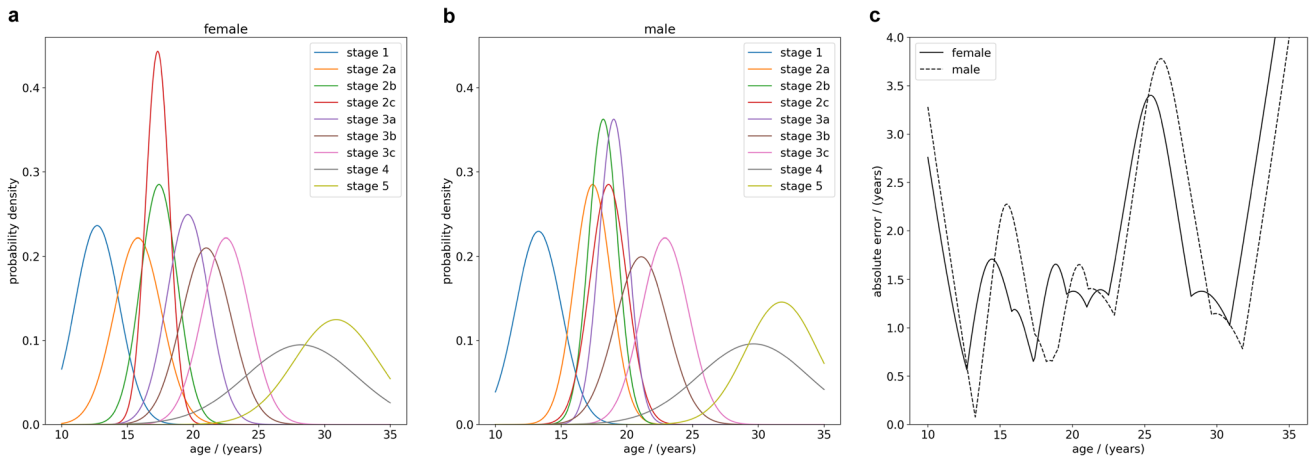 a
female
probability density
0.4
0.3
0.2
0.1
0.0
10 15 20 25 30 35
age / (years)
stage 1
stage 2a
stage 2b
stage 2c
stage 3a
stage 3b
stage 3c
stage 4
stage 5
b
male
probability density
0.4
0.3
0.2
0.1
0.0
10 15 20 25 30 35
age / (years)
stage 1
stage 2a
stage 2b
stage 2c
stage 3a
stage 3b
stage 3c
stage 4
stage 5
c
absolute error / (years)
4.0
3.5
3.0
2.5
2.0
1.5
1.0
0.5
0.0
10 15 20 25 30 35
age / (years)
female
male